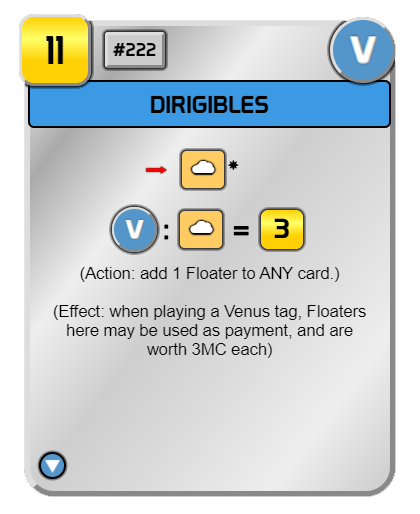 11 #222 V
DIRIGIBLES
*
V : = 3
(Action: add 1 Floater to ANY card.)
(Effect: when playing a Venus tag, Floaters
here may be used as payment, and are
worth 3MC each)